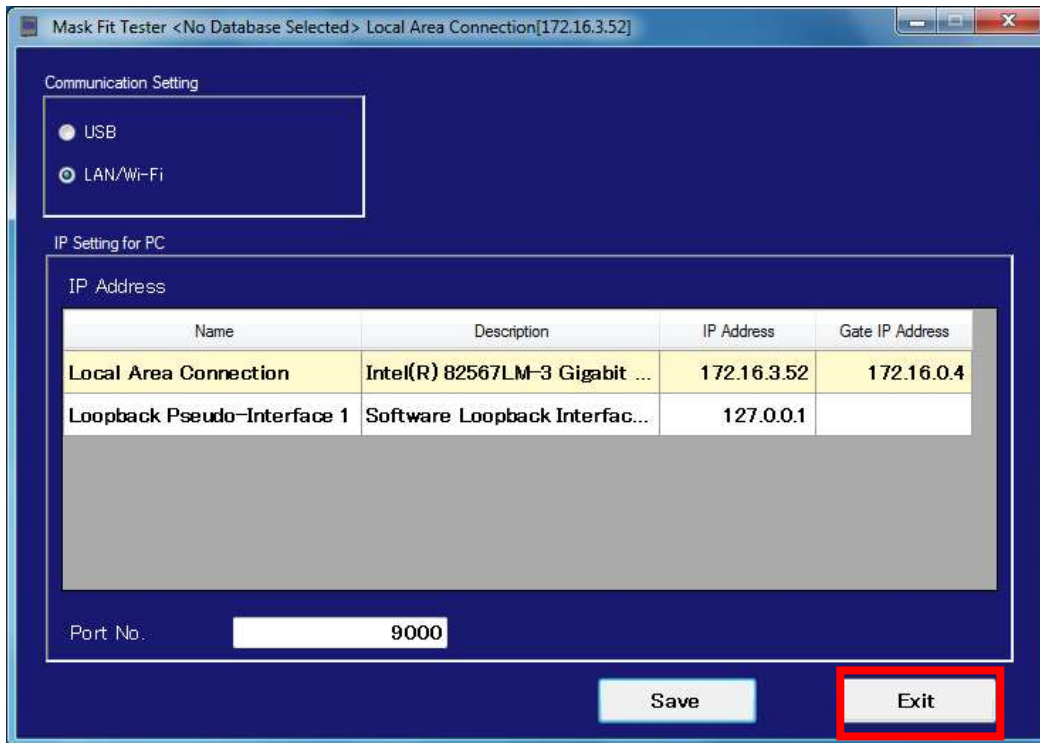 Mask Fit Tester <No Database Selected> Local Area Connection[172.16.3.52]
Communication Setting
USB
LAN/Wi-Fi
IP Setting for PC
IP Address
Name Description IP Address Gate IP Address
Local Area Connection Intel(R) 82567LM-3 Gigabit ... 172.16.3.52 172.16.0.4
Loopback Pseudo-Interface 1 Software Loopback Interfac... 127.0.0.1
Port No. 9000
Save Exit